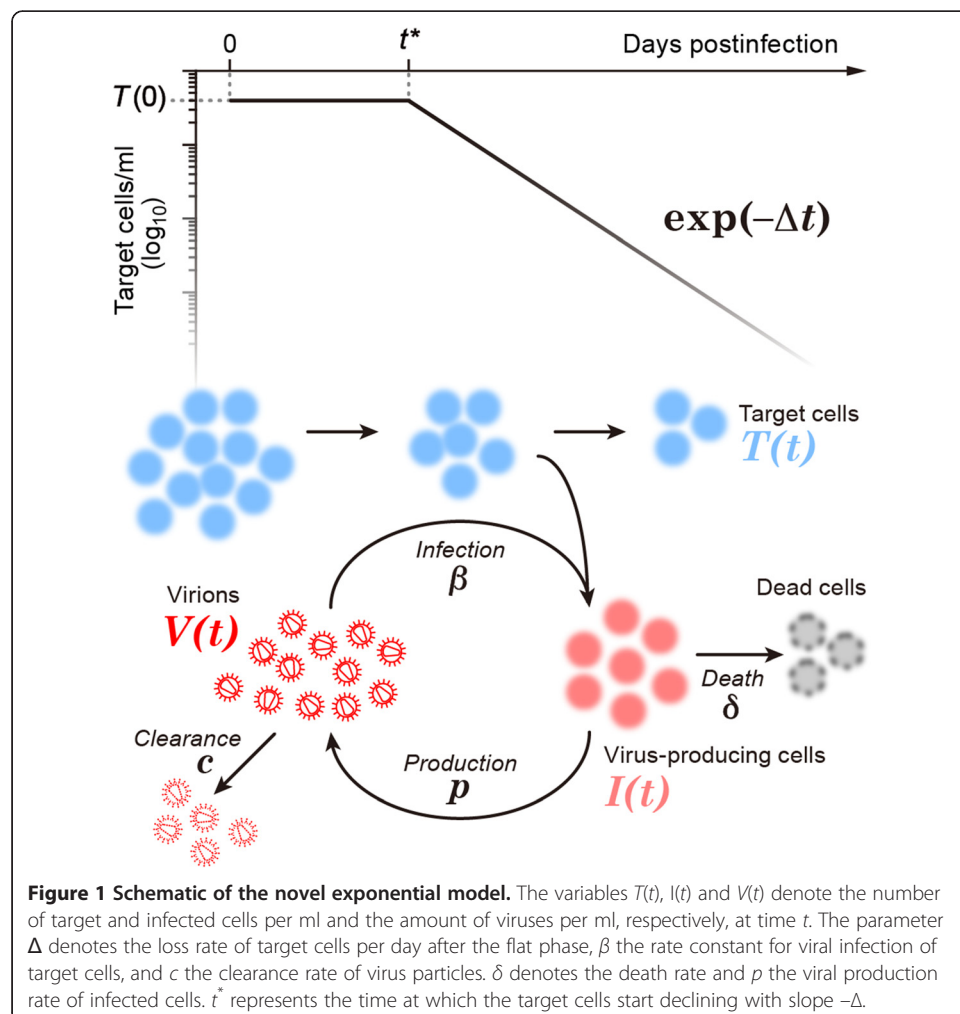 0
t*
Days postinfection
T(0)
Target cells/ml
(log10)
exp(−Δt)
Target cells
T(t)
Infection
β
Virions
V(t)
Dead cells
Death
δ
Clearance
c
Production
p
Virus-producing cells
I(t)
Figure 1 Schematic of the novel exponential model. The variables T(t), I(t) and V(t) denote the number
of target and infected cells per ml and the amount of viruses per ml, respectively, at time t. The parameter
Δ denotes the loss rate of target cells per day after the flat phase, β the rate constant for viral infection of
target cells, and c the clearance rate of virus particles. δ denotes the death rate and p the viral production
rate of infected cells. t* represents the time at which the target cells start declining with slope –Δ.